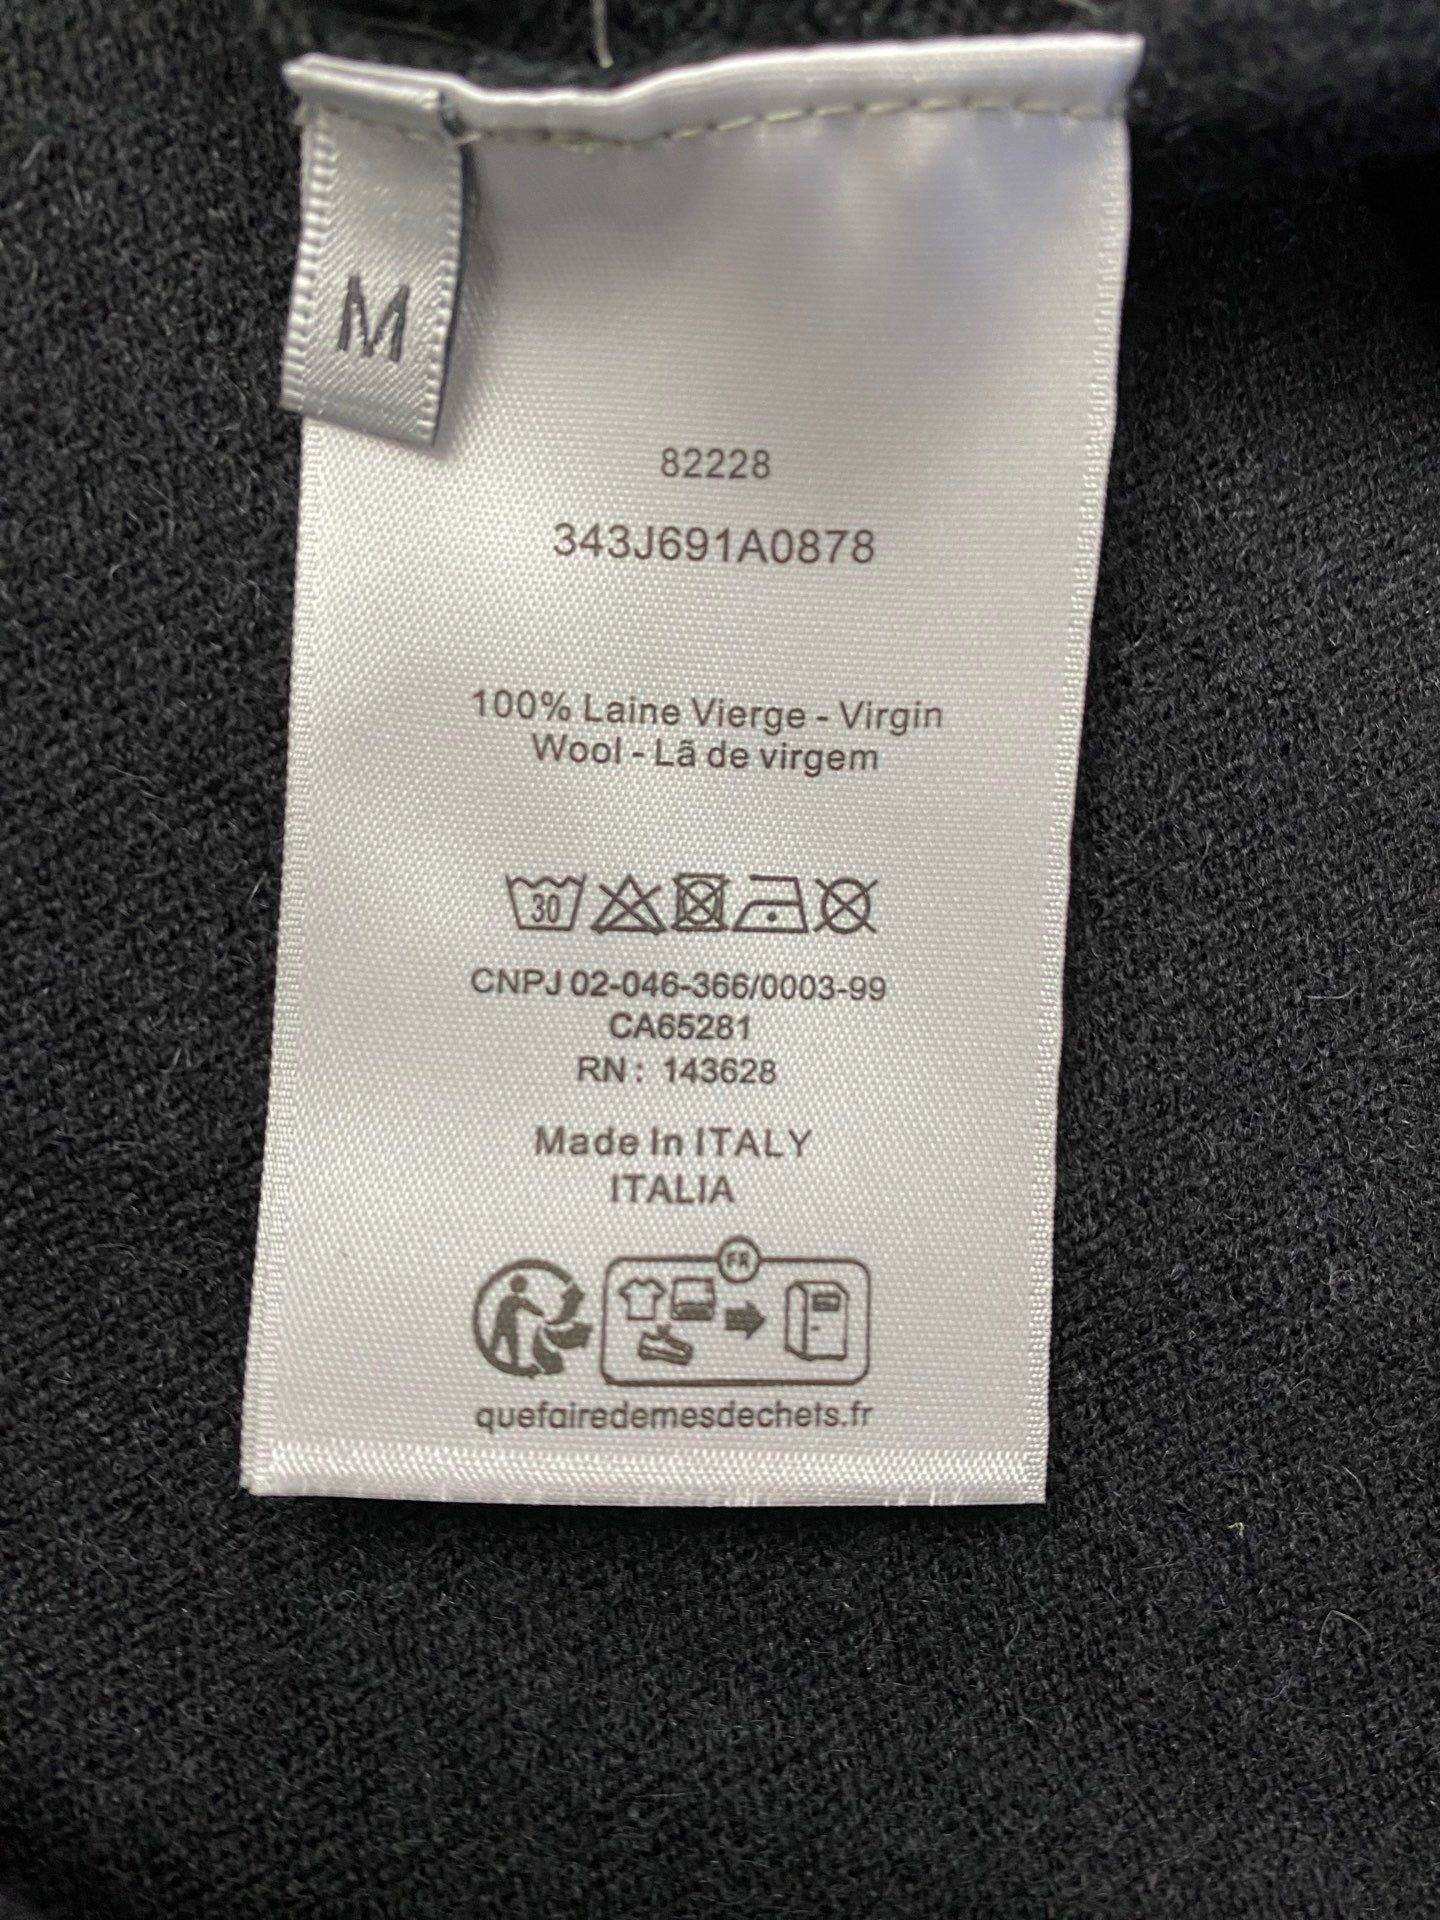 M
82228
343J691A0878
100% Laine Vierge - Virgin
Wool - Lã de virgem
30
CNPJ 02-046-366/0003-99
CA65281
RN : 143628
Made In ITALY
ITALIA
FR
quefairedemesdechets.fr